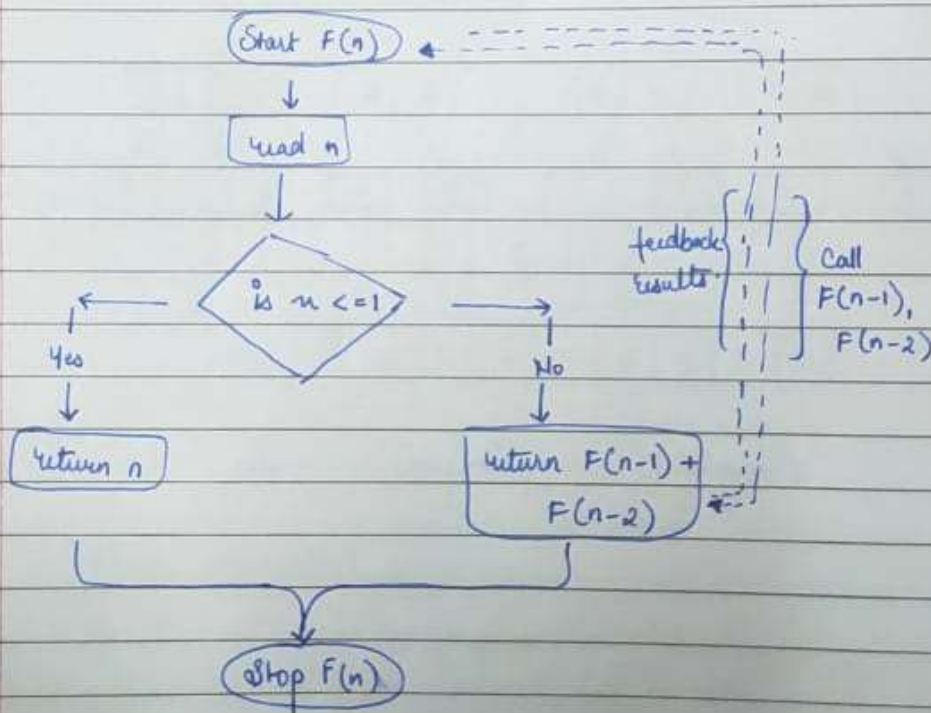 Start F(n)
read n
is n <=1
Yes
No
feedback
results
Call
F(n-1),
F(n-2)
return n
return F(n-1) +
F(n-2)
Stop F(n)